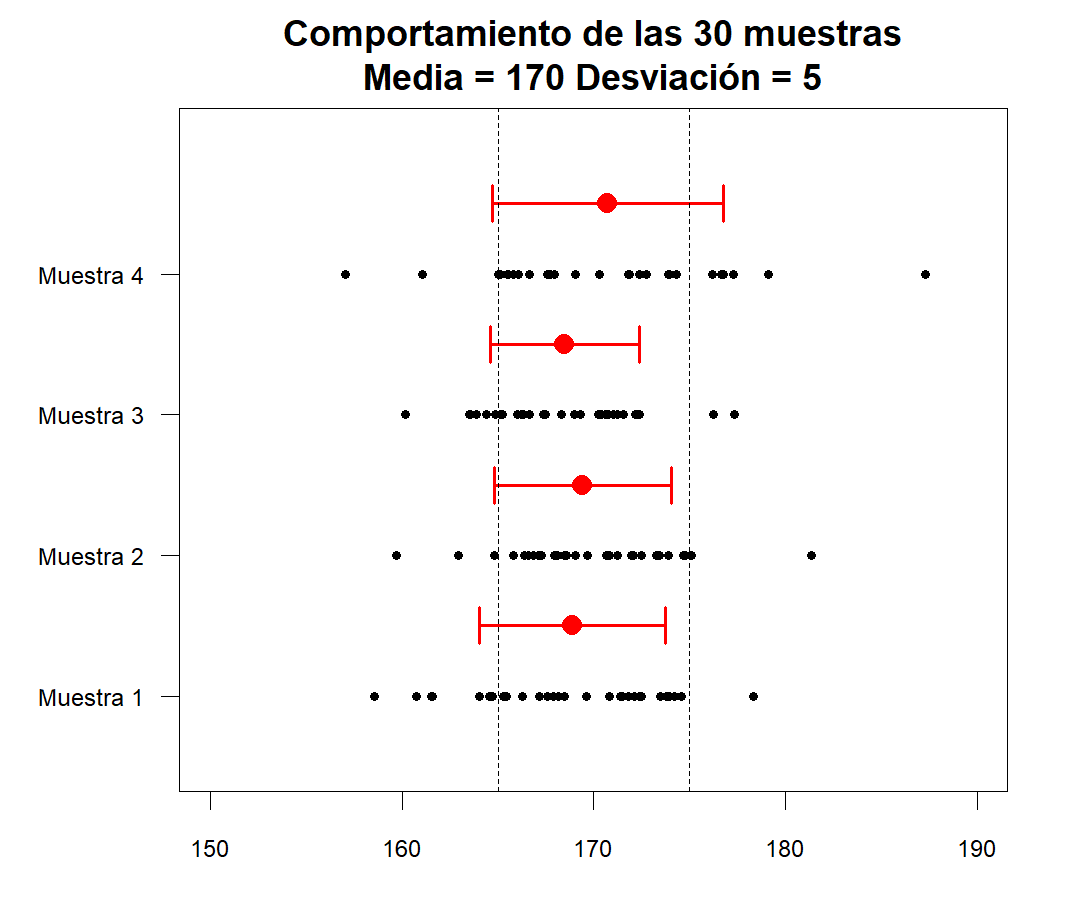 Comportamiento de las 30 muestras
Media = 170 Desviación = 5
Muestra 4
Muestra 3
Muestra 2
Muestra 1
150 160 170 180 190